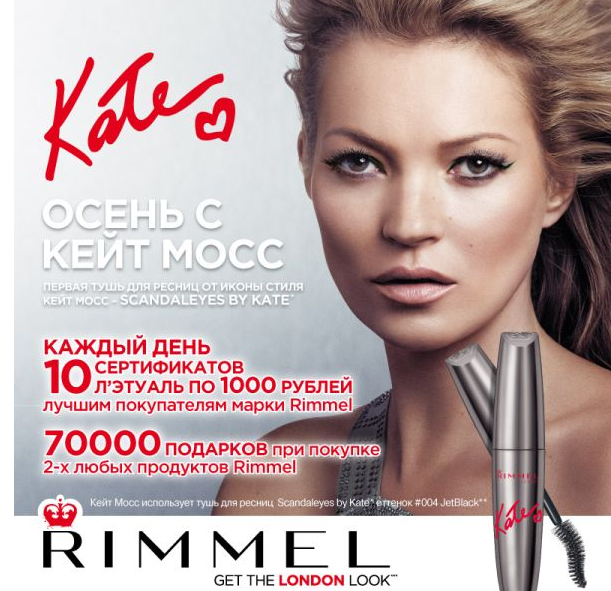 Kate
ОСЕНЬ С
КЕЙТ МОСС
ПЕРВАЯ ТУШЬ ДЛЯ РЕСНИЦ ОТ ИКОНЫ СТИЛЯ
КЕЙТ МОСС - SCANDALEYES BY KATE*
КАЖДЫЙ ДЕНЬ
10 СЕРТИФИКАТОВ
Л'ЭТУАЛЬ ПО 1000 РУБЛЕЙ
лучшим покупателям марки Rimmel
70000 ПОДАРКОВ при покупке
2-х любых продуктов Rimmel
Кейт Мосс использует тушь для ресниц Scandaleyes by Kate* оттенок #004 JetBlack**
RIMMEL
Kate
RIMMEL
GET THE LONDON LOOK***